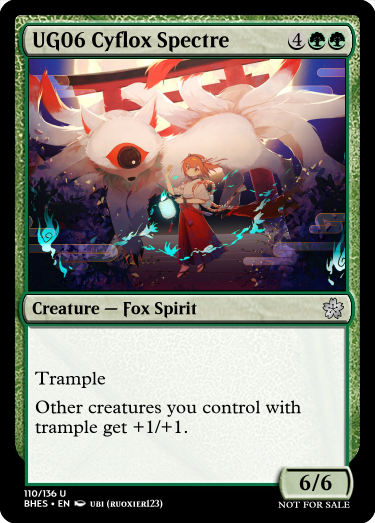 UG06 Cyflox Spectre 4
Creature — Fox Spirit
Trample
Other creatures you control with
trample get +1/+1.
6/6
110/136 U
BHES • EN UBI (RUOXIER123)
NOT FOR SALE